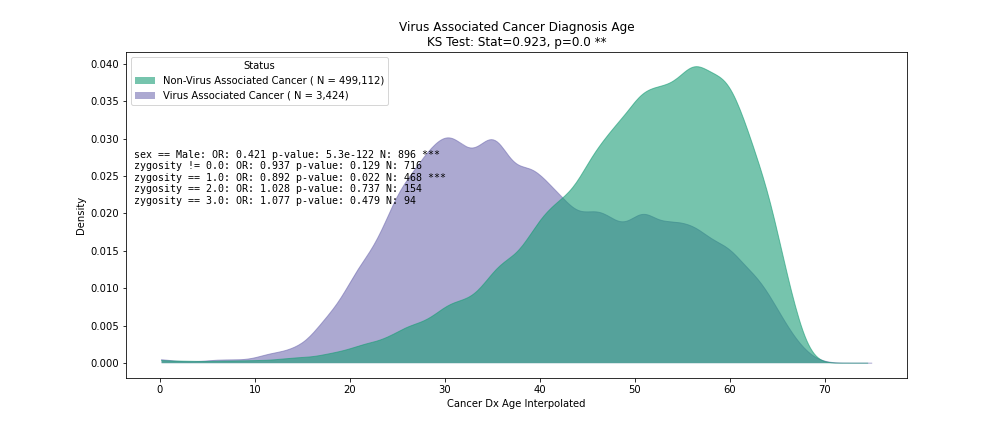 Virus Associated Cancer Diagnosis Age
KS Test: Stat=0.923, p=0.0 **
Status
Non-Virus Associated Cancer ( N = 499,112)
Virus Associated Cancer ( N = 3,424)
sex == Male: OR: 0.421 p-value: 5.3e-122 N: 896 ***
zygosity != 0.0: OR: 0.937 p-value: 0.129 N: 716
zygosity == 1.0: OR: 0.892 p-value: 0.022 N: 468 ***
zygosity == 2.0: OR: 1.028 p-value: 0.737 N: 154
zygosity == 3.0: OR: 1.077 p-value: 0.479 N: 94
Density
0.040
0.035
0.030
0.025
0.020
0.015
0.010
0.005
0.000
0 10 20 30 40 50 60 70
Cancer Dx Age Interpolated